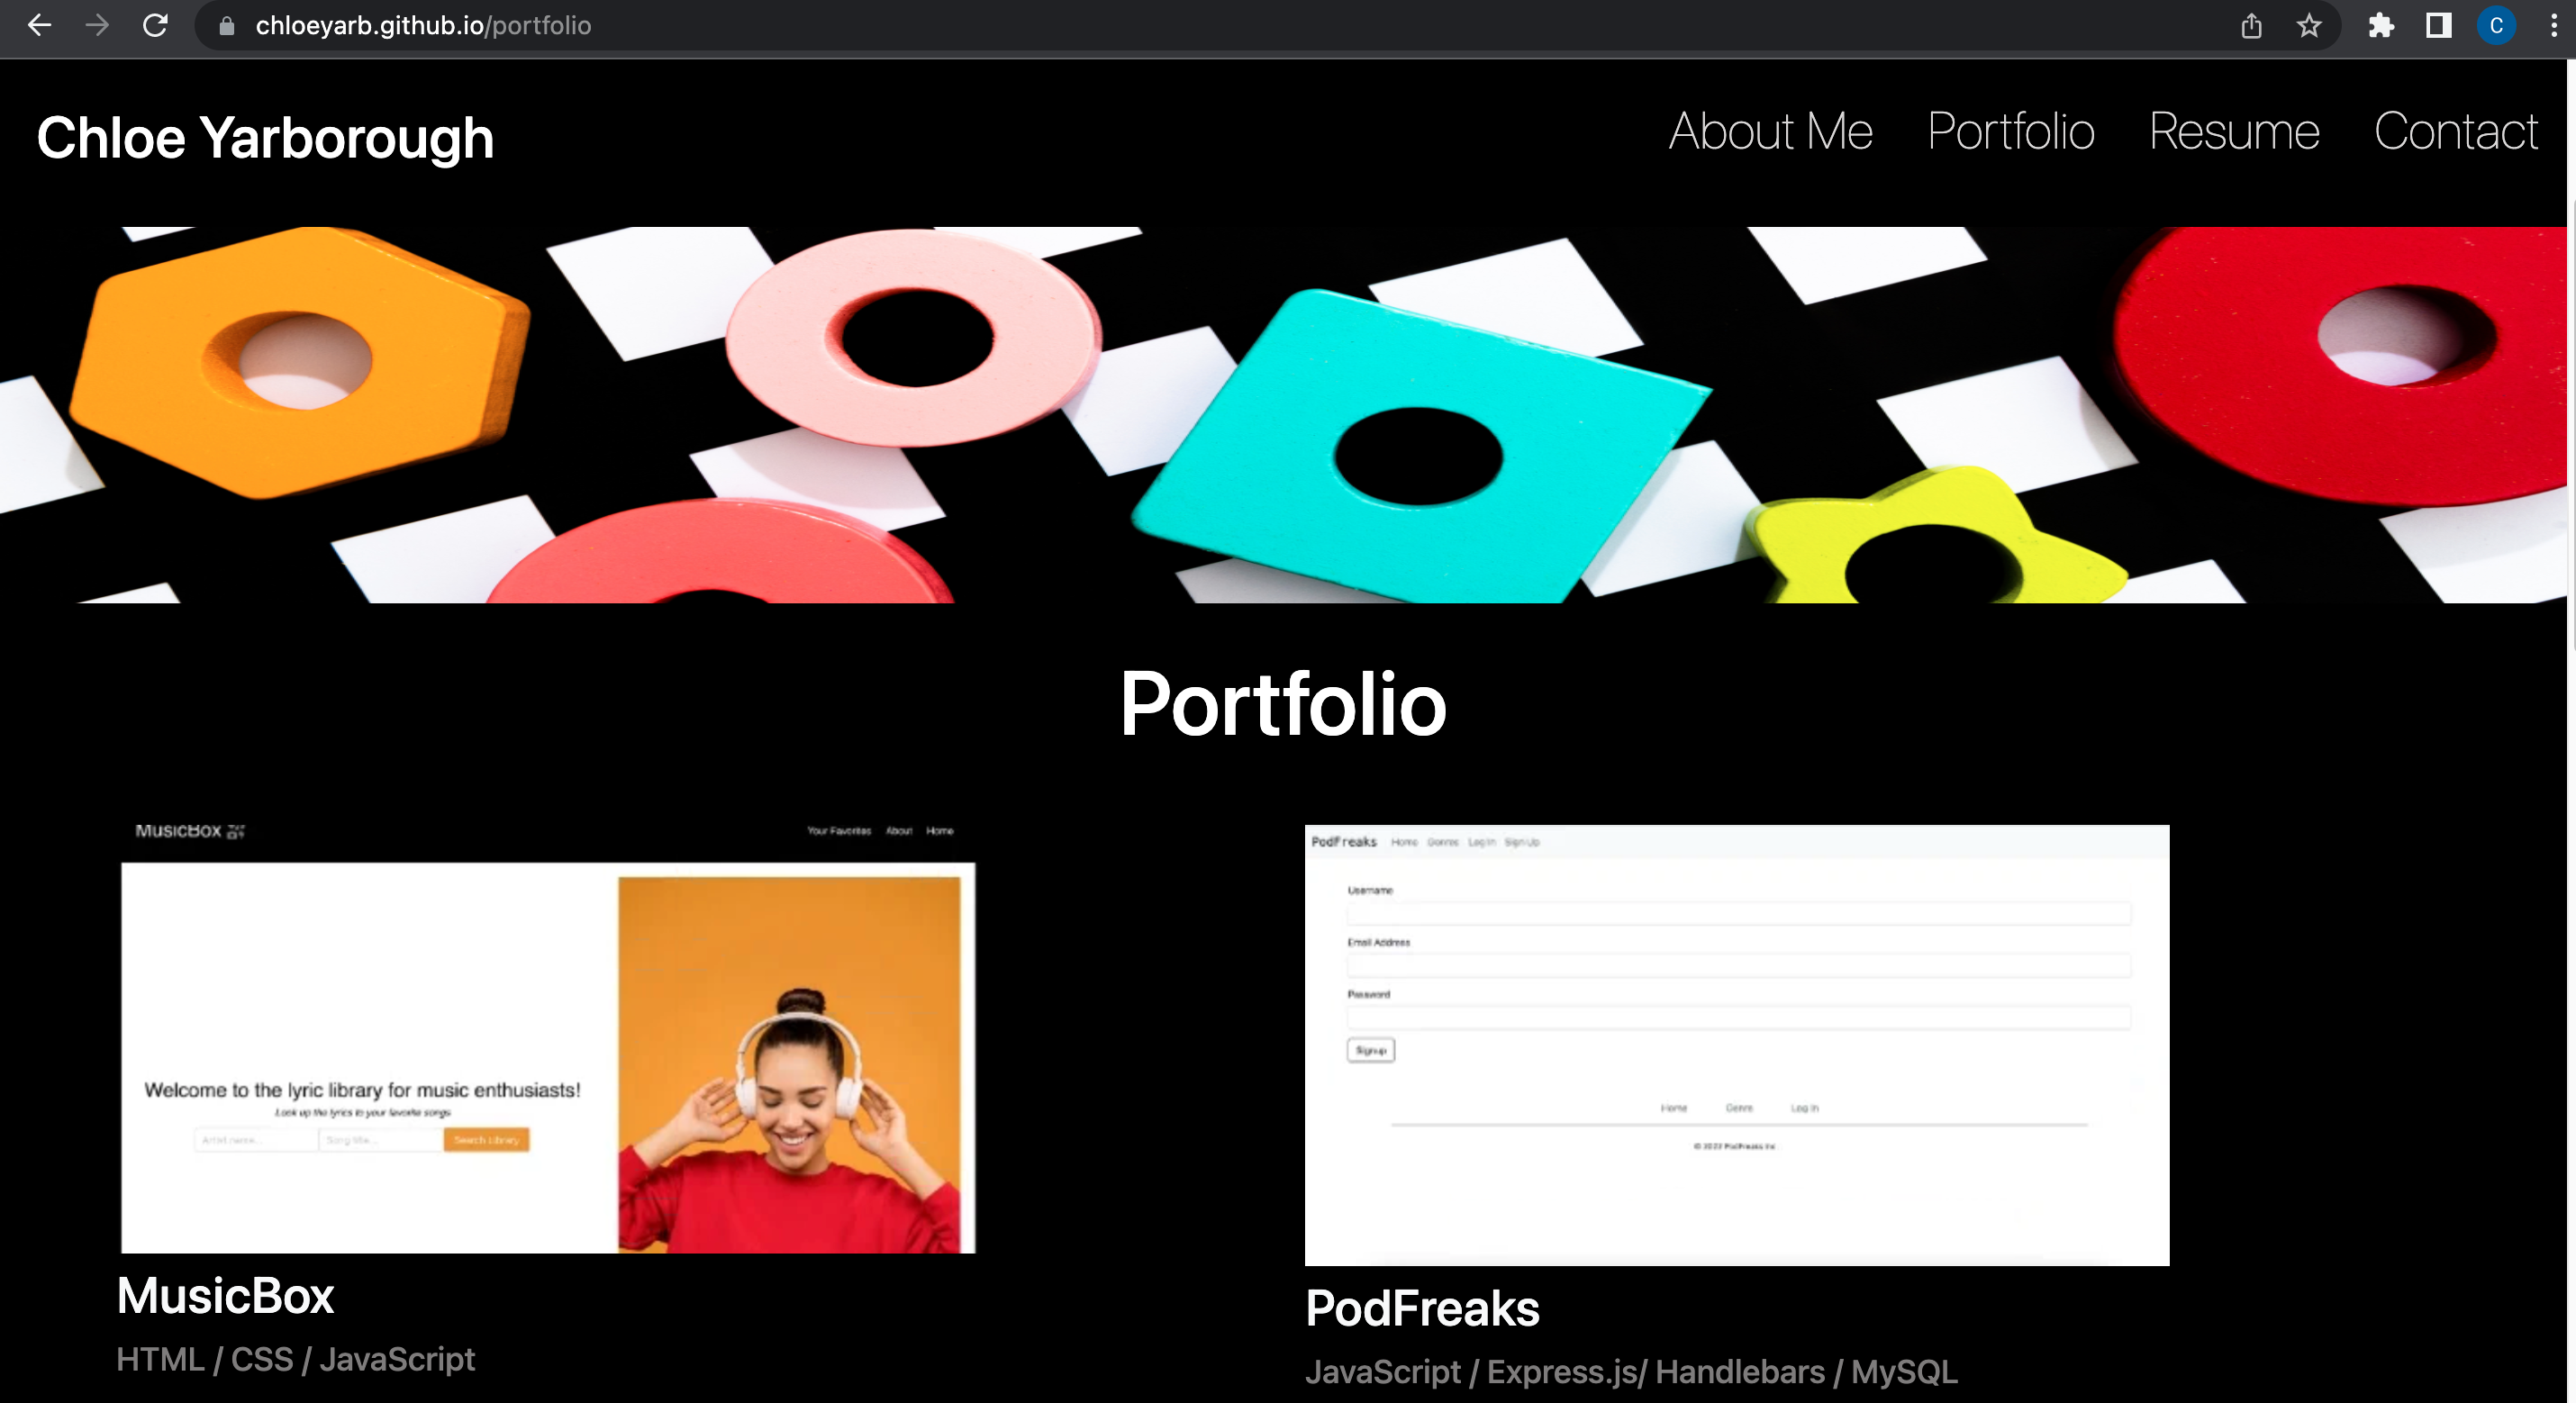 chloeyarb.github.io/portfolio
C
Chloe Yarborough
About Me Portfolio Resume Contact
Portfolio
MusicBox
Your Favorites About Home
Welcome to the lyric library for music enthusiasts!
Look up the lyrics to your favorite songs
Artist name... Song title... Search Library
MusicBox
HTML / CSS / JavaScript
PodFreaks Home Genres Log In Sign Up
Username
Email Address
Password
Signup
Home Genre Log In
© 2022 PodFreaks Inc
PodFreaks
JavaScript / Express.js/ Handlebars / MySQL